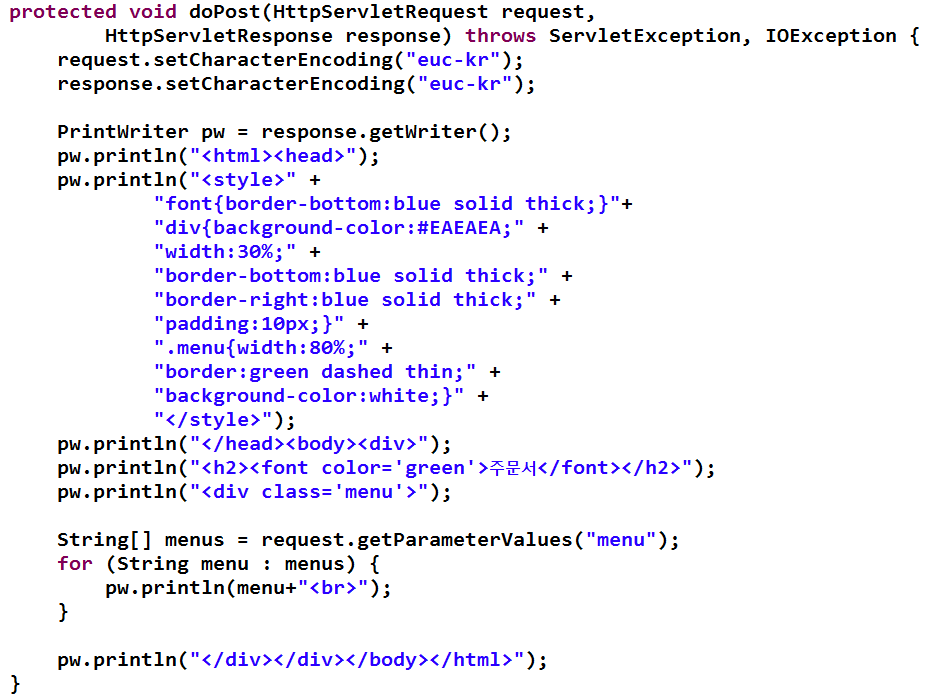 protected void doPost(HttpServletRequest request,
        HttpServletResponse response) throws ServletException, IOException {
    request.setCharacterEncoding("euc-kr");
    response.setCharacterEncoding("euc-kr");

    PrintWriter pw = response.getWriter();
    pw.println("<html><head>");
    pw.println("<style>" +
            "font{border-bottom:blue solid thick;}"+
            "div{background-color:#EAEAEA;" +
            "width:30%;" +
            "border-bottom:blue solid thick;" +
            "border-right:blue solid thick;" +
            "padding:10px;}" +
            ".menu{width:80%;" +
            "border:green dashed thin;" +
            "background-color:white;}" +
            "</style>");
    pw.println("</head><body><div>");
    pw.println("<h2><font color='green'>주문서</font></h2>");
    pw.println("<div class='menu'>");

    String[] menus = request.getParameterValues("menu");
    for (String menu : menus) {
        pw.println(menu+"<br>");
    }

    pw.println("</div></div></body></html>");
}